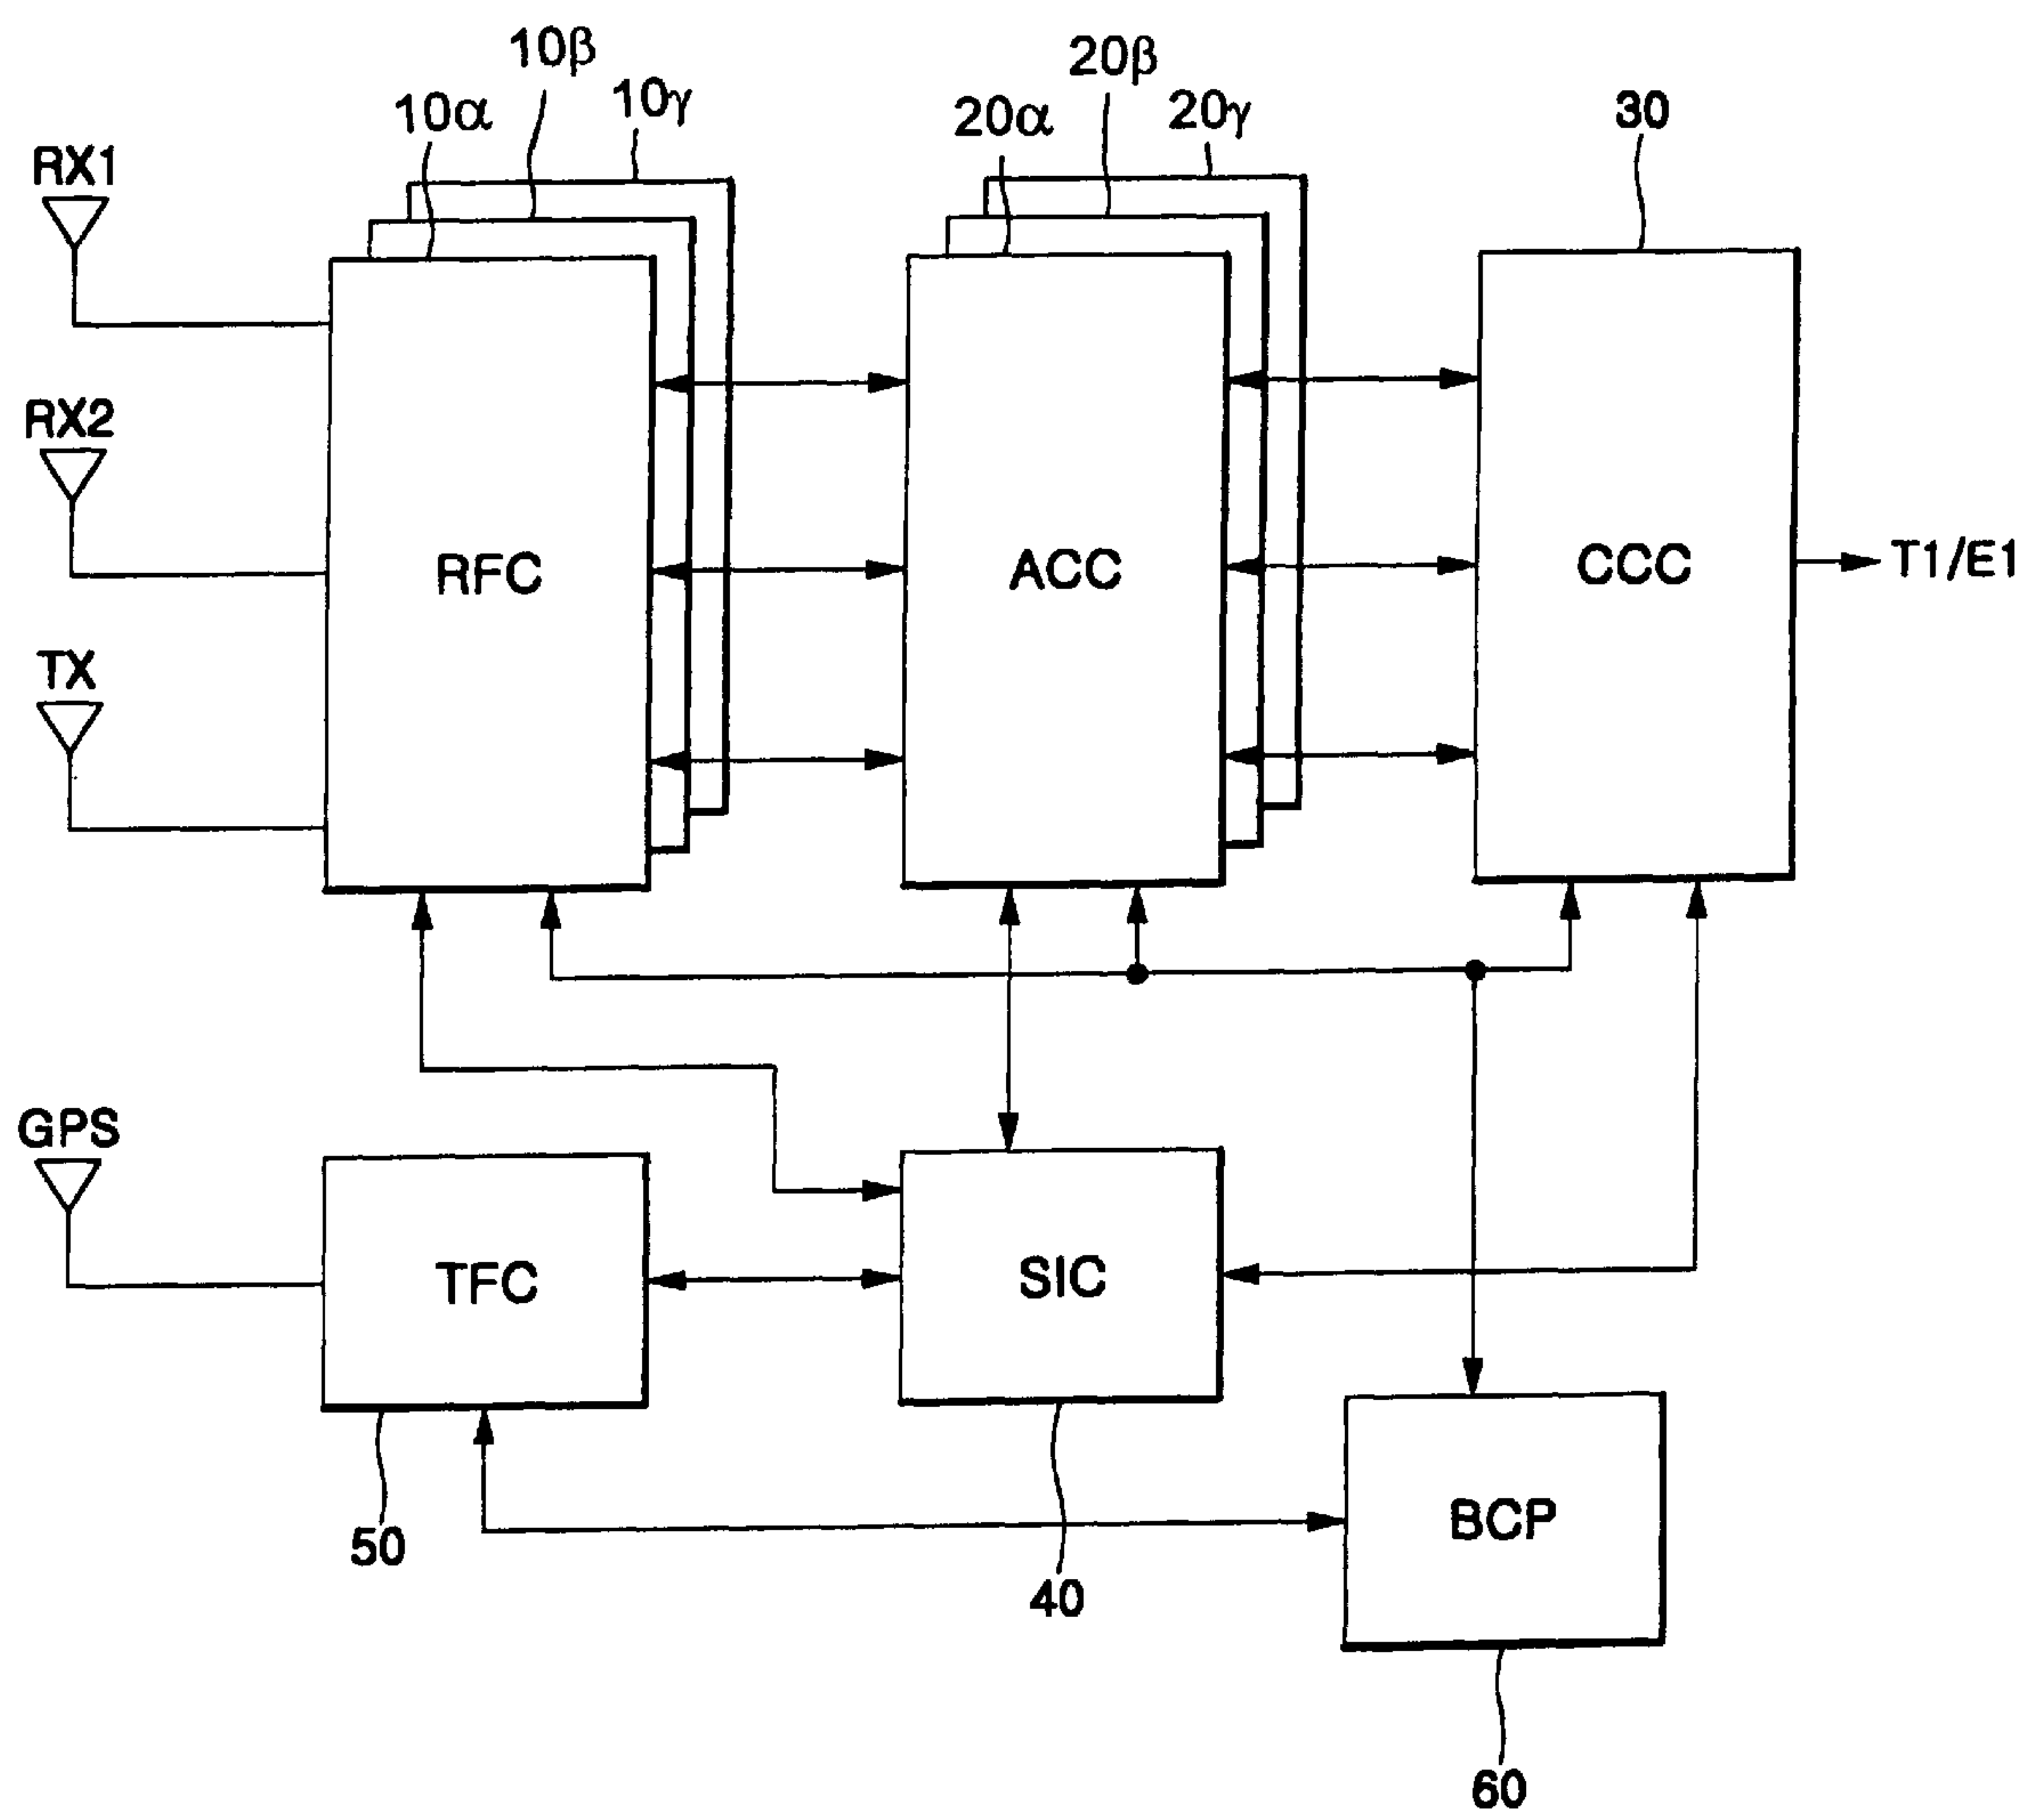 10β
20β
10α
10γ
20α
20γ
30
RX1
RX2
RFC
ACC
CCC
T1/E1
TX
GPS
TFC
SIC
BCP
50
40
60